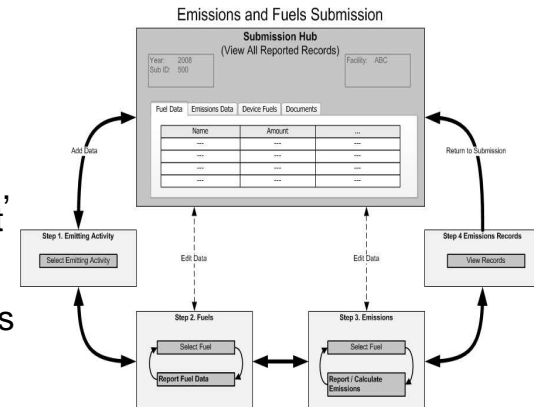 Emissions and Fuels Submission
Submission Hub
(View All Reported Records)
Year: 2008
Sub ID: 500
Facility: ABC
Fuel Data Emissions Data Device Fuels Documents
Name Amount ...
--- --- ---
--- --- ---
--- --- ---
--- --- ---
Add Data
Return to Submission
,
t
s
Step 1. Emitting Activity
Select Emitting Activity
Edit Data
Edit Data
Step 4 Emissions Records
View Records
Step 2. Fuels
Select Fuel
Report Fuel Data
Step 3. Emissions
Select Fuel
Report / Calculate
Emissions